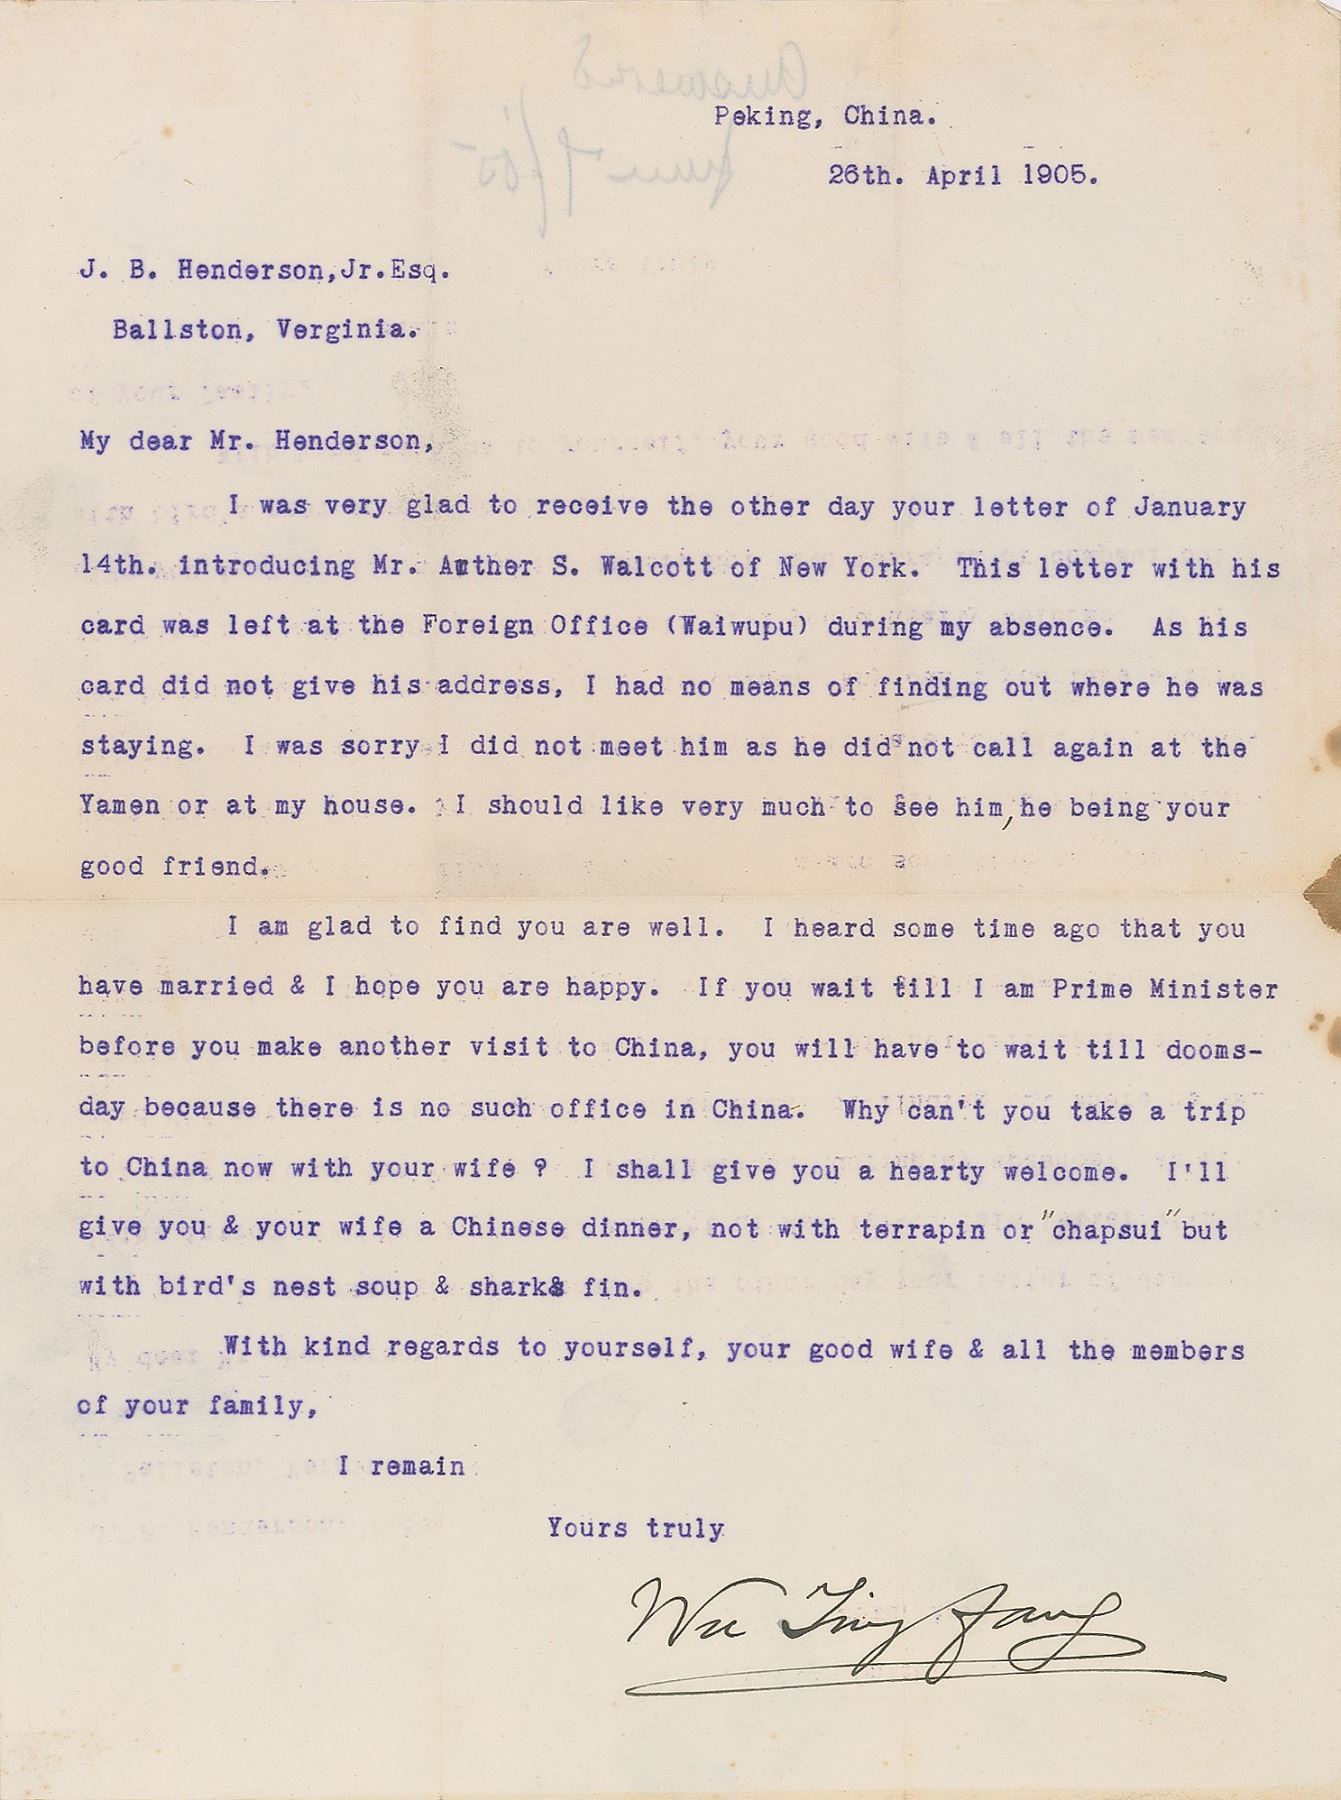 Peking, China.
26th. April 1905.
J. B. Henderson,Jr.Esq.
Ballston, Verginia.
My dear Mr. Henderson,
I was very glad to receive the other day your letter of January
14th. introducing Mr. Auther S. Walcott of New York. This letter with his
card was left at the Foreign Office (Waiwupu) during my absence. As his
card did not give his address, I had no means of finding out where he was
staying. I was sorry I did not meet him as he did not call again at the
Yamen or at my house. I should like very much to see him, he being your
good friend.
I am glad to find you are well. I heard some time ago that you
have married & I hope you are happy. If you wait till I am Prime Minister
before you make another visit to China, you will have to wait till dooms-
day because there is no such office in China. Why can't you take a trip
to China now with your wife ? I shall give you a hearty welcome. I'll
give you & your wife a Chinese dinner, not with terrapin or "chapsui" but
with bird's nest soup & sharks fin.
With kind regards to yourself, your good wife & all the members
of your family,
I remain
Yours truly
Wu Ting fang